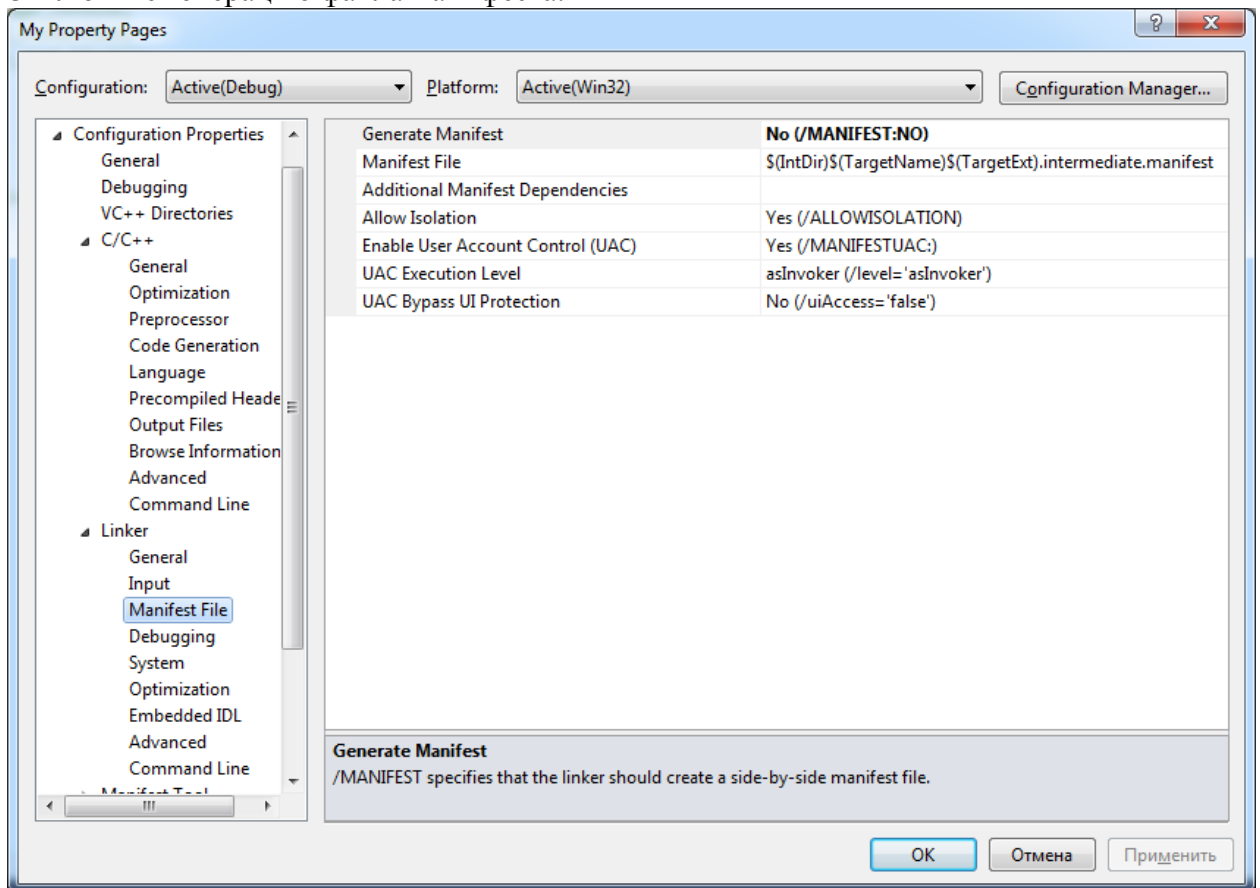 My Property Pages
Configuration: Active(Debug) Platform: Active(Win32) Configuration Manager...
Configuration Properties
General
Debugging
VC++ Directories
C/C++
General
Optimization
Preprocessor
Code Generation
Language
Precompiled Heade
Output Files
Browse Information
Advanced
Command Line
Linker
General
Input
Manifest File
Debugging
System
Optimization
Embedded IDL
Advanced
Command Line
Generate Manifest No (/MANIFEST:NO)
Manifest File $(IntDir)$(TargetName)$(TargetExt).intermediate.manifest
Additional Manifest Dependencies
Allow Isolation Yes (/ALLOWISOLATION)
Enable User Account Control (UAC) Yes (/MANIFESTUAC:)
UAC Execution Level asInvoker (/level='asInvoker')
UAC Bypass UI Protection No (/uiAccess='false')
Generate Manifest
/MANIFEST specifies that the linker should create a side-by-side manifest file.
OK Отмена Применить